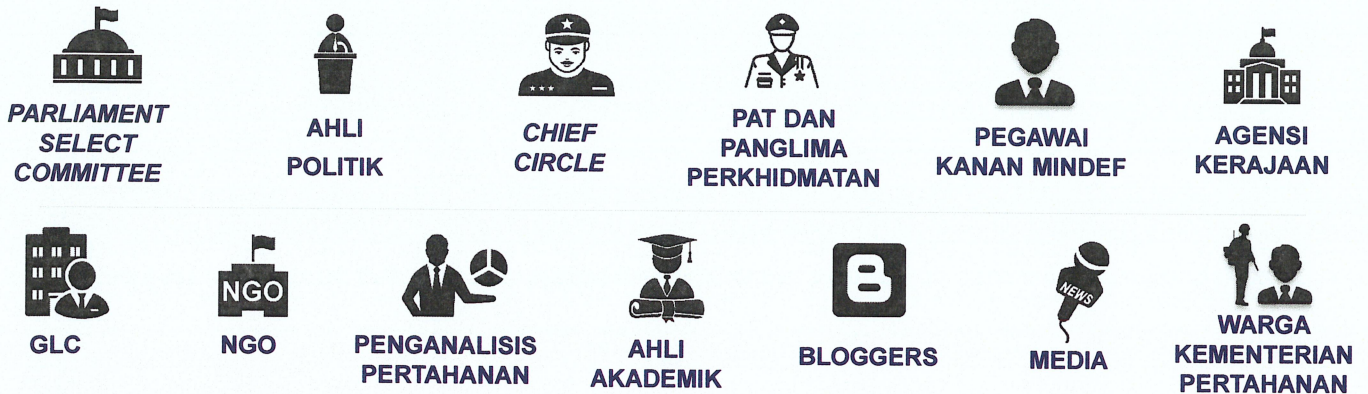 PARLIAMENT
SELECT
COMMITTEE
AHLI
POLITIK
CHIEF
CIRCLE
PAT DAN
PANGLIMA
PERKHIDMATAN
PEGAWAI
KANAN MINDEF
AGENSI
KERAJAAN
GLC
NGO
NGO
PENGANALISIS
PERTAHANAN
AHLI
AKADEMIK
B
BLOGGERS
NEWS
MEDIA
WARGA
KEMENTERIAN
PERTAHANAN